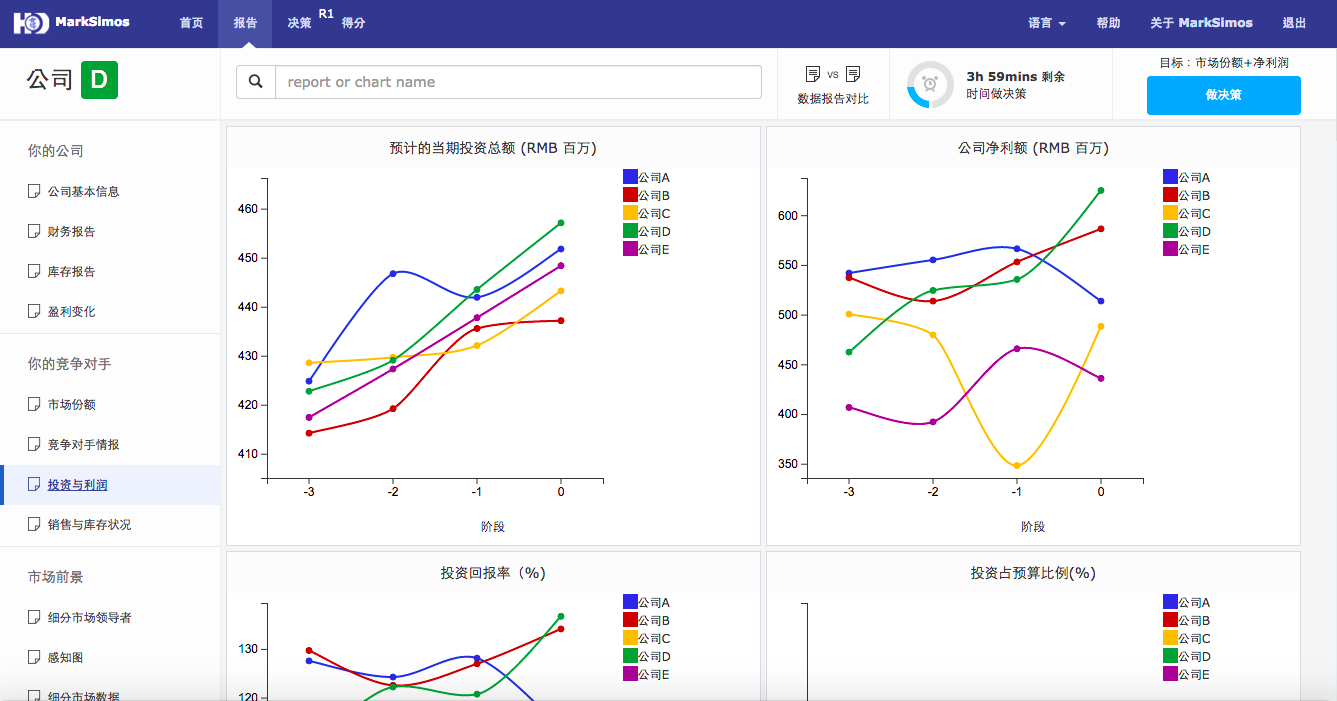 MarkSimos
首页
报告
决策
R1
得分
语言
帮助
关于 MarkSimos
退出
公司 D
report or chart name
vs
数据报告对比
3h 59mins 剩余
时间做决策
目标：市场份额+净利润
做决策
你的公司
公司基本信息
财务报告
库存报告
盈利变化
你的竞争对手
市场份额
竞争对手情报
投资与利润
销售与库存状况
市场前景
细分市场领导者
感知图
细分市场数据
预计的当期投资总额 (RMB 百万)
公司A
公司B
公司C
公司D
公司E
460
450
440
430
420
410
-3
-2
-1
0
阶段
公司净利额 (RMB 百万)
公司A
公司B
公司C
公司D
公司E
600
550
500
450
400
350
-3
-2
-1
0
阶段
投资回报率（%）
公司A
公司B
公司C
公司D
公司E
130
120
投资占预算比例(%)
公司A
公司B
公司C
公司D
公司E